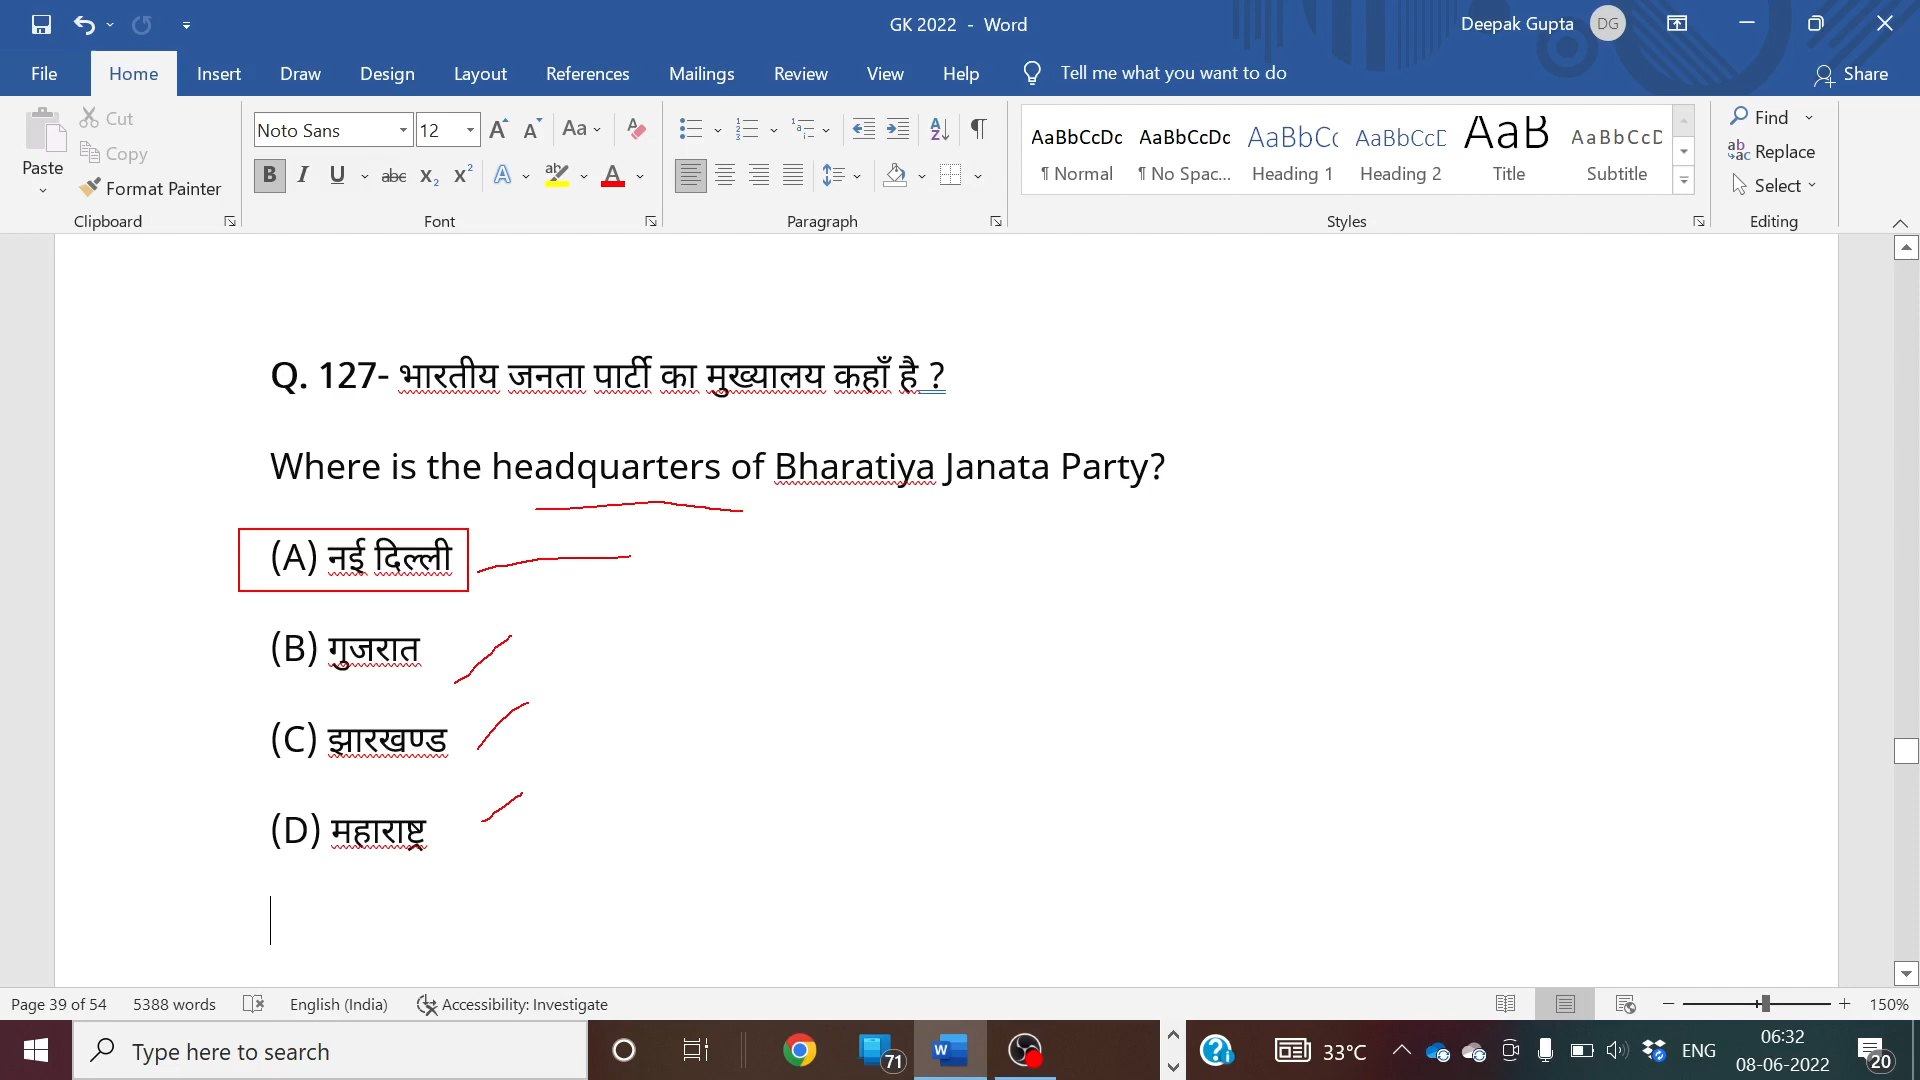 GK 2022 - Word
Deepak Gupta DG
File Home Insert Draw Design Layout References Mailings Review View Help Tell me what you want to do Share
Paste
Cut
Copy
Format Painter
Clipboard
Noto Sans 12
Font
Paragraph
AaBbCcDc AaBbCcDc AaBbC AaBbCcD AaB AaBbCcD
¶ Normal ¶ No Spac... Heading 1 Heading 2 Title Subtitle
Styles
Find
Replace
Select
Editing
Q. 127- भारतीय जनता पार्टी का मुख्यालय कहाँ है ?
Where is the headquarters of Bharatiya Janata Party?
(A) नई दिल्ली
(B) गुजरात
(C) झारखण्ड
(D) महाराष्ट्र
Page 39 of 54 5388 words English (India) Accessibility: Investigate 150%
Type here to search 71 33°C ENG 06:32
08-06-2022 20